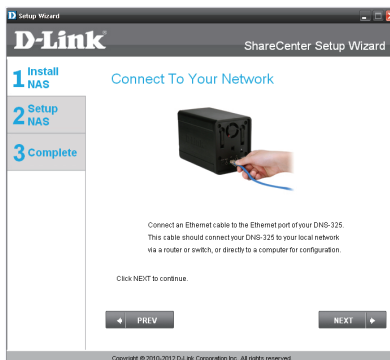 Setup Wizard
D-Link
ShareCenter Setup Wizard
1 Install
NAS
2 Setup
NAS
3 Complete
Connect To Your Network
Connect an Ethernet cable to the Ethernet port of your DNS-325.
This cable should connect your DNS-325 to your local network
via a router or switch, or directly to a computer for configuration.
Click NEXT to continue.
PREV
NEXT
Copyright © 2010-2012 D-Link Corporation Inc. All rights reserved.